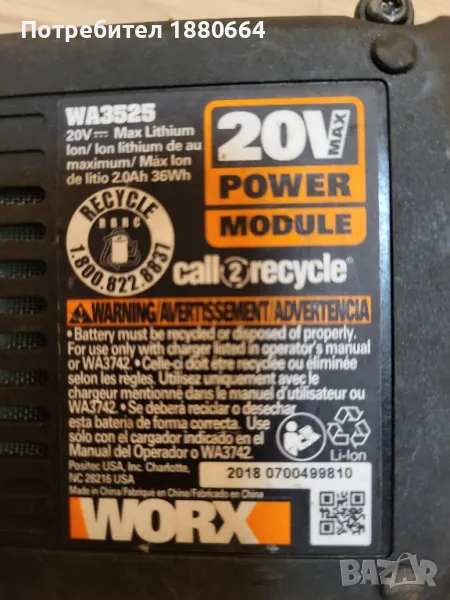 Потребител 1880664
WA3525
20V⎓ Max Lithium
Ion/ Ion lithium de au
maximum/ Máx Ion
de litio 2.0Ah 36Wh
20V MAX
POWER
MODULE
RECYCLE
RBRC
1.800.822.8837
call2recycle®
WARNING/AVERTISSEMENT/ADVERTENCIA
•Battery must be recycled or disposed of properly.
For use only with charger listed in operator's manual
or WA3742. •Celle-ci doit être recyclée ou éliminée
selon les règles. Utilisez uniquement avec le
chargeur mentionné dans le manuel d'utilisateur ou
WA3742. •Se deberá reciclar o desechar
esta batería de forma correcta. Use
solo con el cargador indicado en el
Manual del Operador o WA3742.
Li-Ion
Positec USA, Inc. Charlotte,
NC 28216 USA
2018 0700499810
Made in China/Fabriqué en Chine/Fabricado en China
WORX
BAZAR